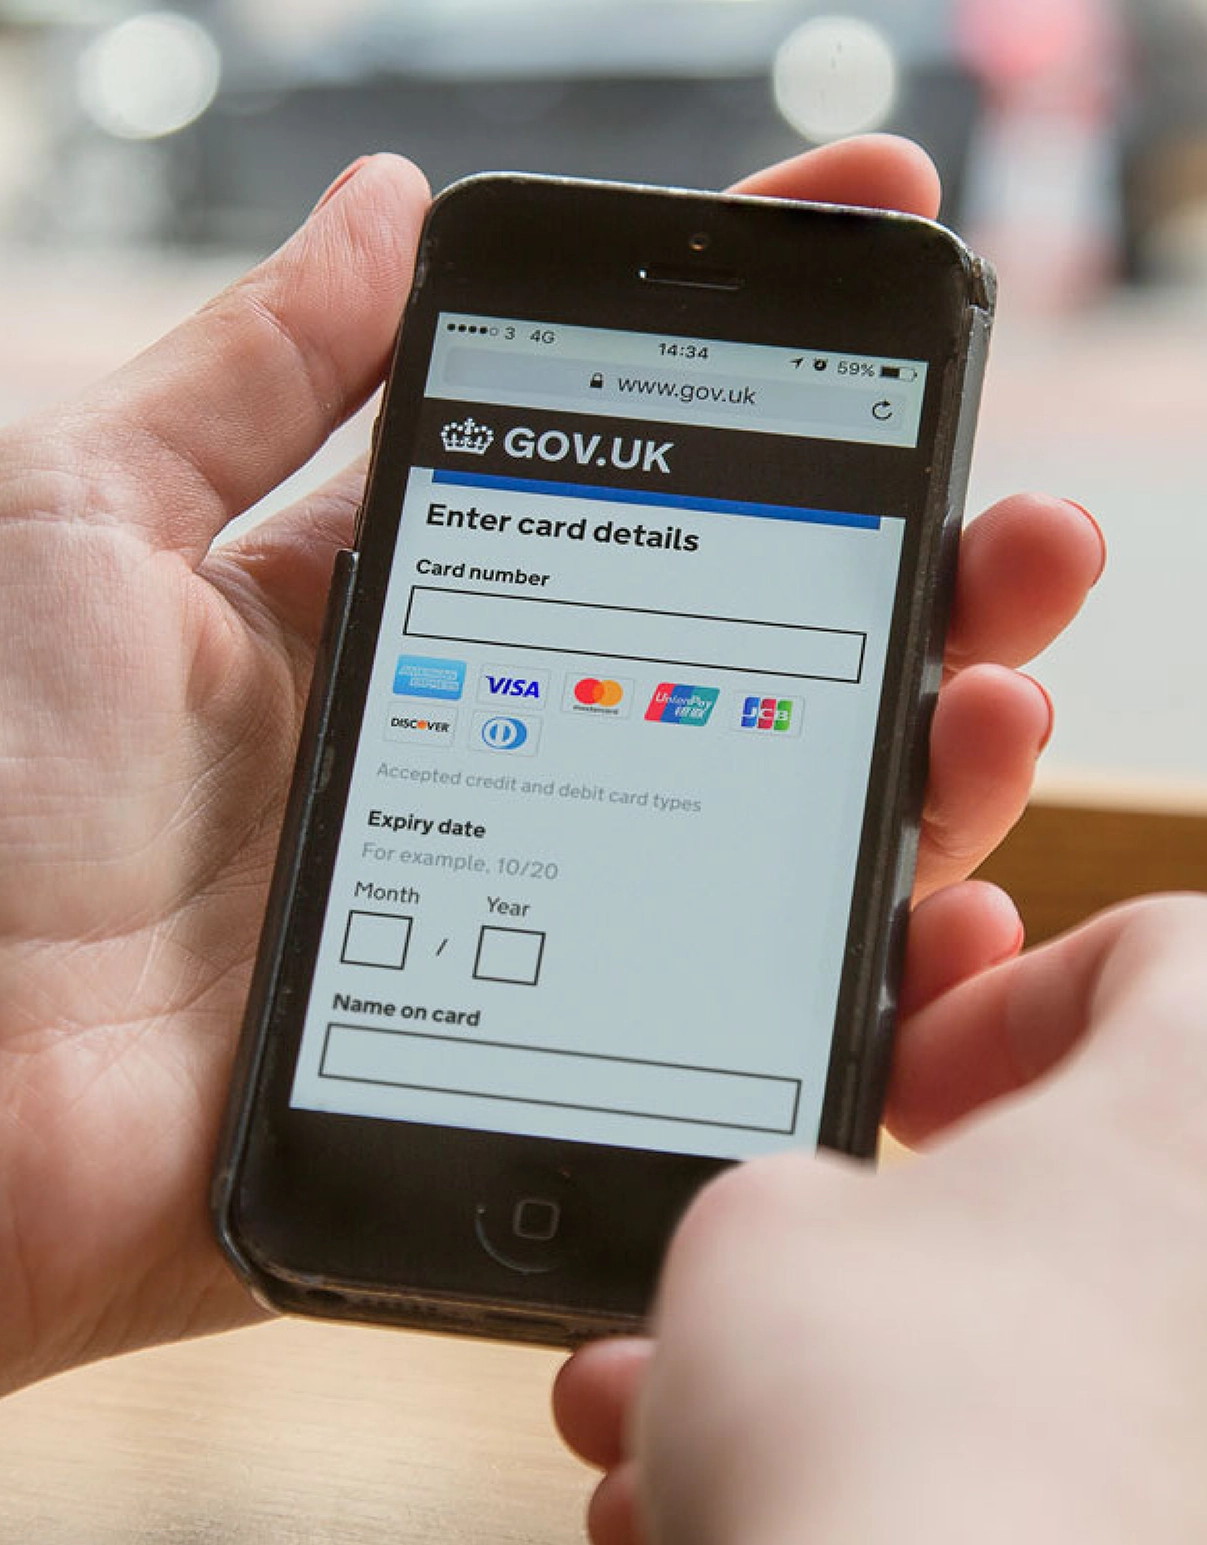 3 4G 14:34 59%
www.gov.uk
GOV.UK
Enter card details
Card number
AMERICAN EXPRESS VISA mastercard UnionPay 银联 JCB
DISCOVER
Accepted credit and debit card types
Expiry date
For example, 10/20
Month Year
/
Name on card